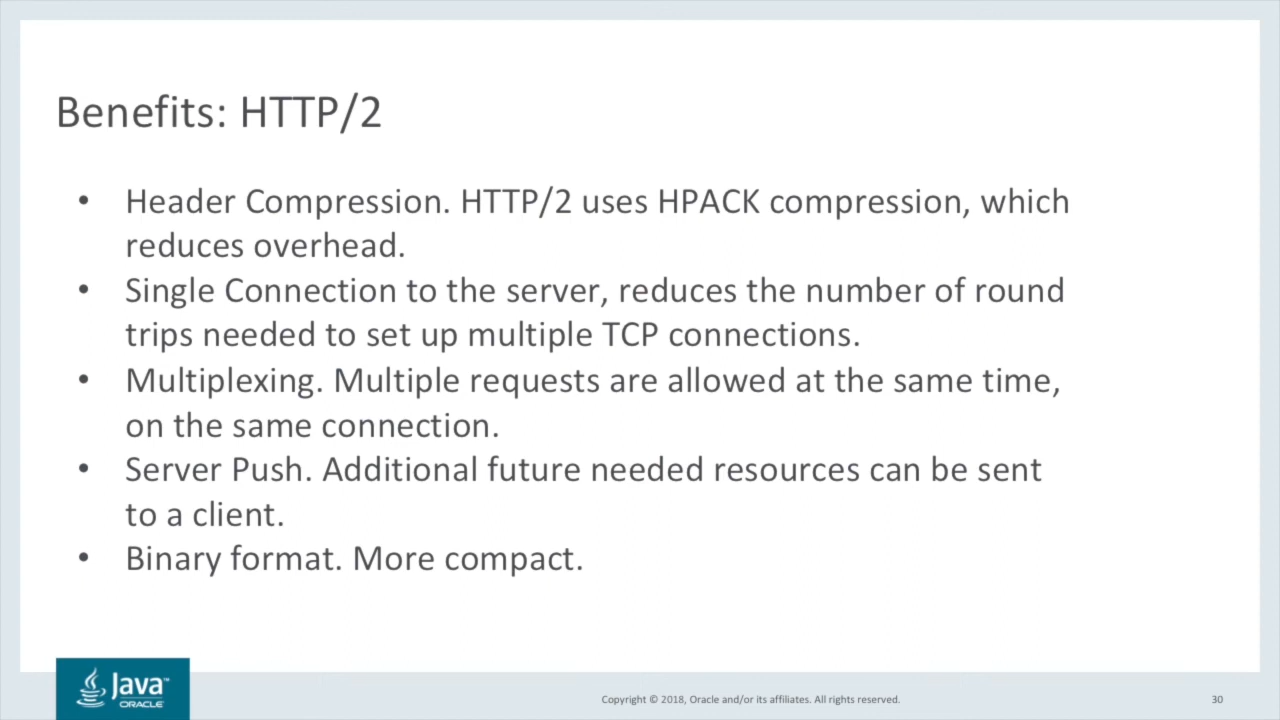 Benefits: HTTP/2
• Header Compression. HTTP/2 uses HPACK compression, which
reduces overhead.
• Single Connection to the server, reduces the number of round
trips needed to set up multiple TCP connections.
• Multiplexing. Multiple requests are allowed at the same time,
on the same connection.
• Server Push. Additional future needed resources can be sent
to a client.
• Binary format. More compact.
Java™
ORACLE
Copyright © 2018, Oracle and/or its affiliates. All rights reserved.
30